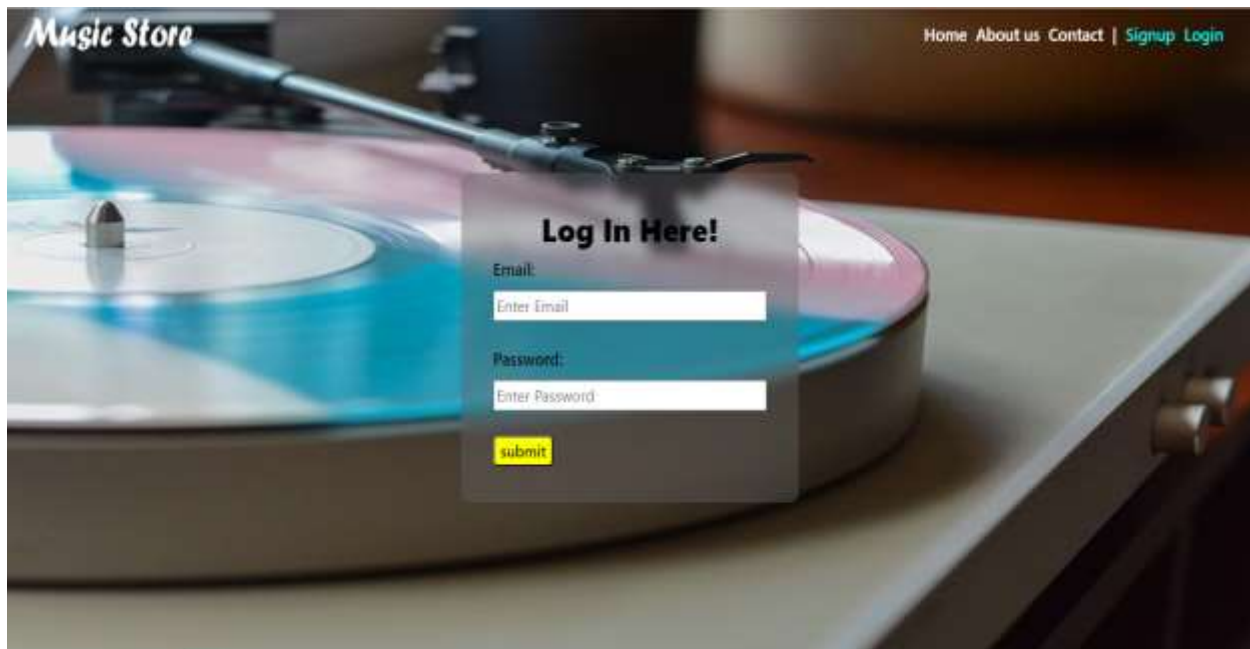 Music Store
Home About us Contact | Signup Login
Log In Here!
Email:
Enter Email
Password:
Enter Password
submit